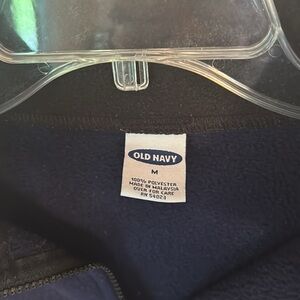 OLD NAVY
M
100% POLYESTER
MADE IN MALAYSIA
OVER FOR CARE
RN 54023